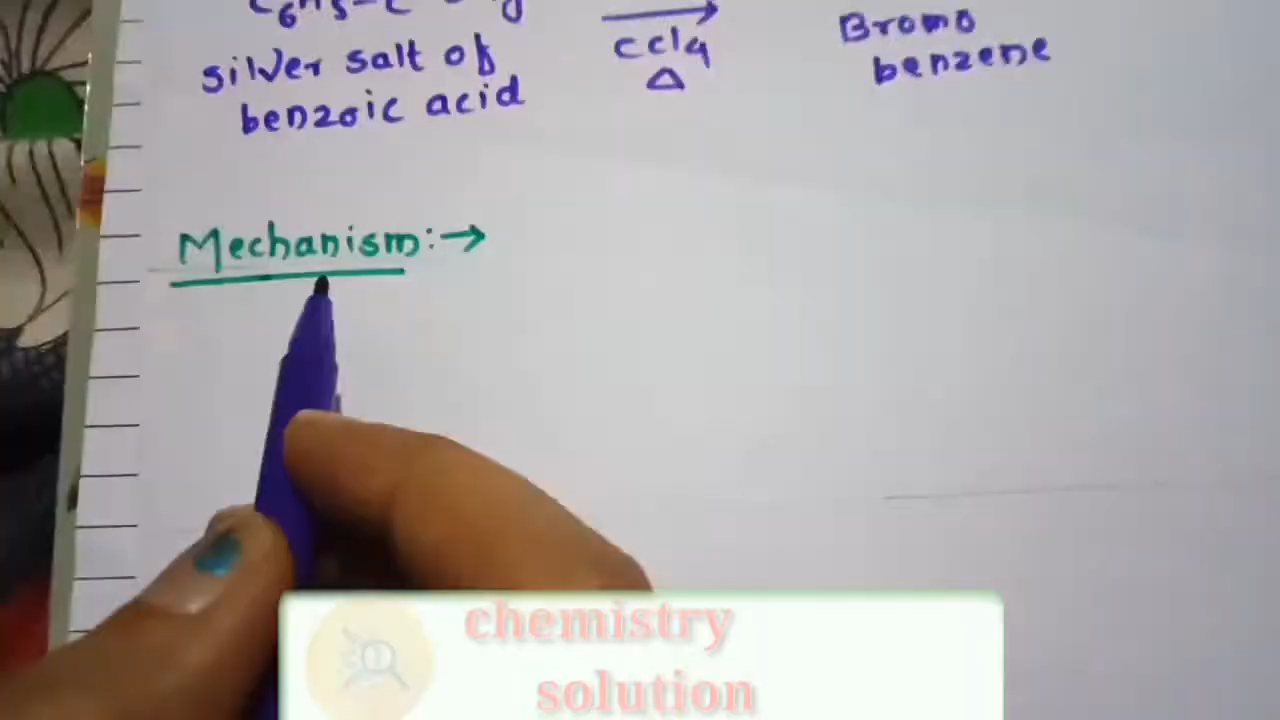 silver salt of
benzoic acid
CCl4
Δ
Bromo
benzene
Mechanism:→
chemistry
solution